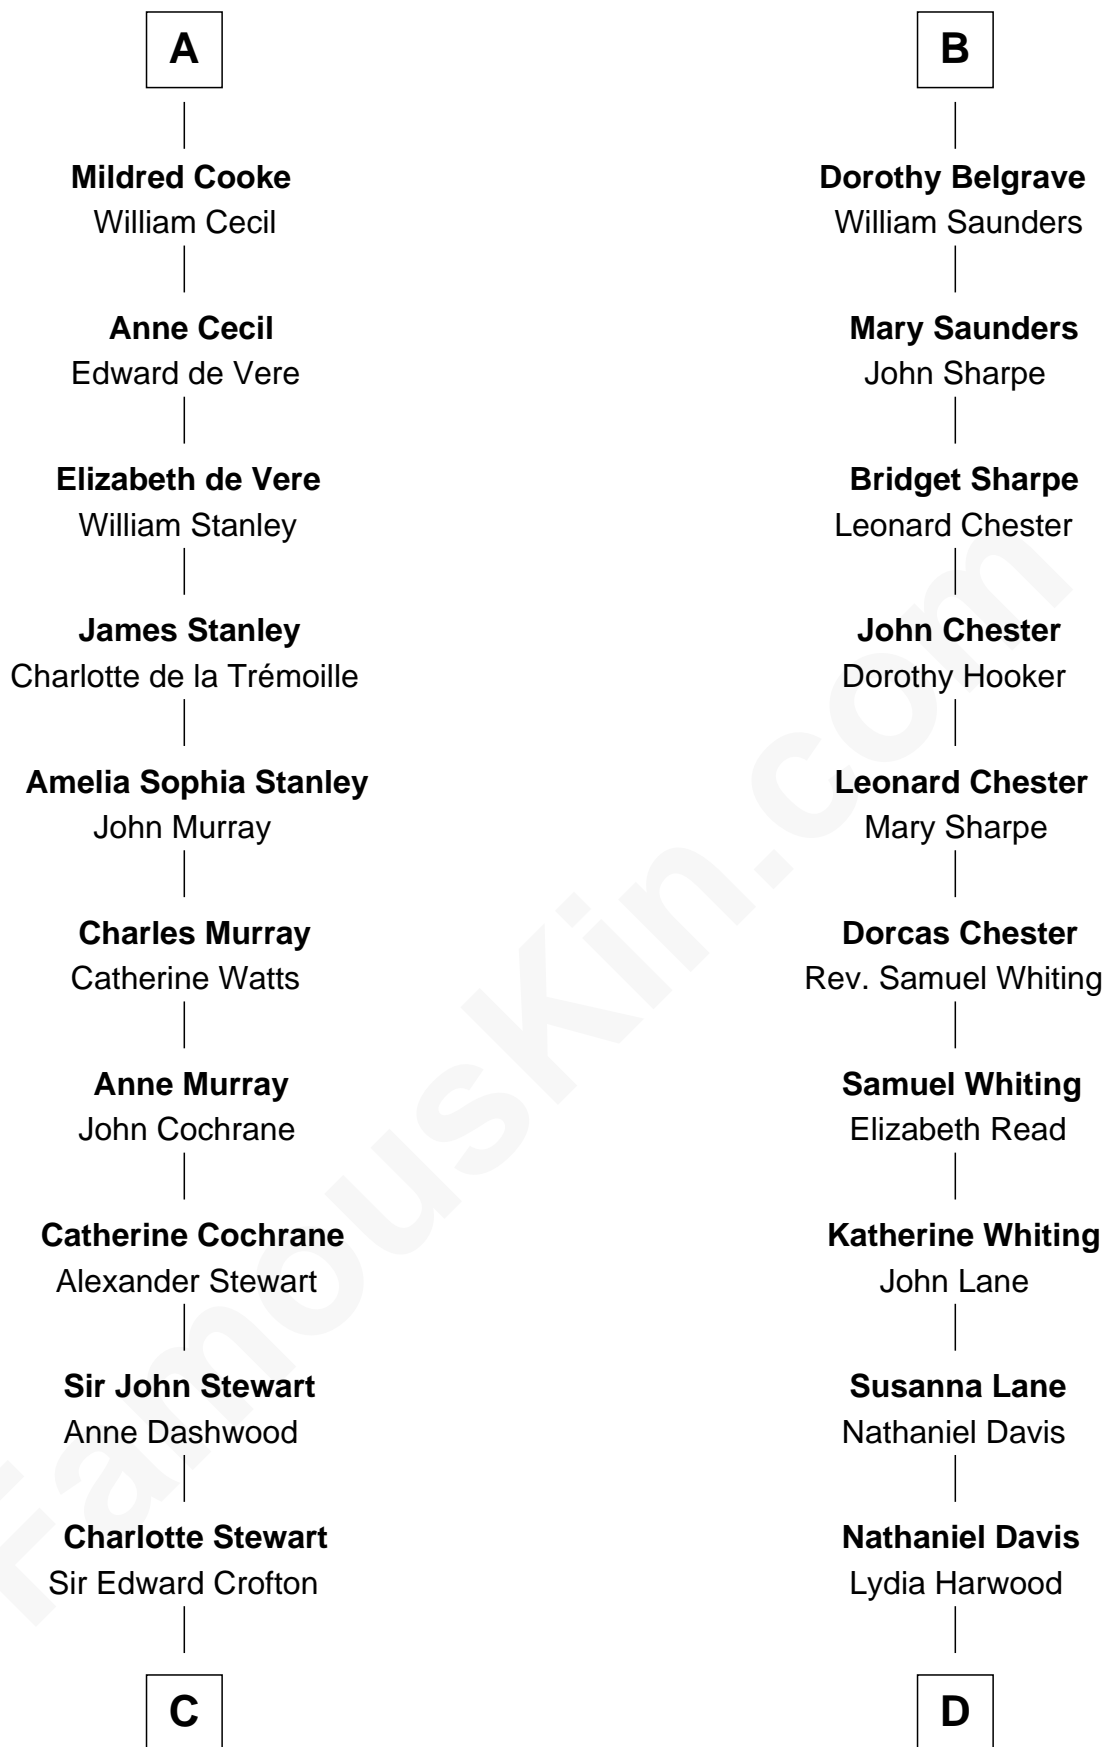 A
Mildred Cooke
William Cecil
Anne Cecil
Edward de Vere
Elizabeth de Vere
William Stanley
James Stanley
Charlotte de la Trémoille
Amelia Sophia Stanley
John Murray
Charles Murray
Catherine Watts
Anne Murray
John Cochrane
Catherine Cochrane
Alexander Stewart
Sir John Stewart
Anne Dashwood
Charlotte Stewart
Sir Edward Crofton
C
B
Dorothy Belgrave
William Saunders
Mary Saunders
John Sharpe
Bridget Sharpe
Leonard Chester
John Chester
Dorothy Hooker
Leonard Chester
Mary Sharpe
Dorcas Chester
Rev. Samuel Whiting
Samuel Whiting
Elizabeth Read
Katherine Whiting
John Lane
Susanna Lane
Nathaniel Davis
Nathaniel Davis
Lydia Harwood
D
FamousKin.com